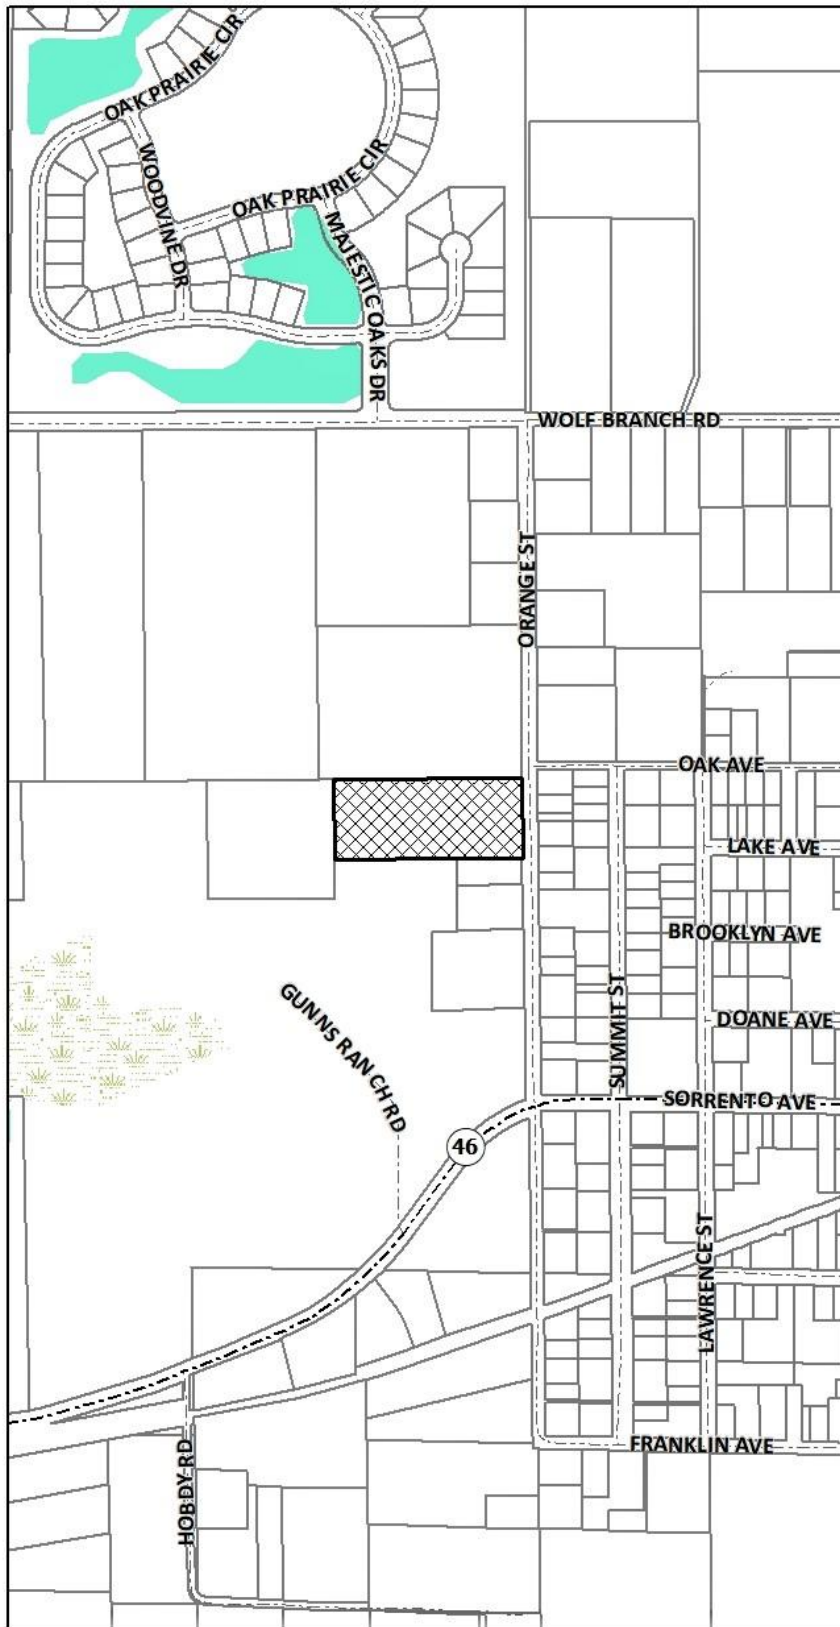 OAK PRAIRIE CIR
WOODVINE DR
OAK PRAIRIE CIR
MAJESTIC OAKS DR
WOLF BRANCH RD
ORANGE ST
OAK AVE
LAKE AVE
BROOKLYN AVE
SUMMIT ST
GUNNS RANCH RD
DOANE AVE
SORRENTO AVE
46
LAWRENCE ST
FRANKLIN AVE
HOBDY RD